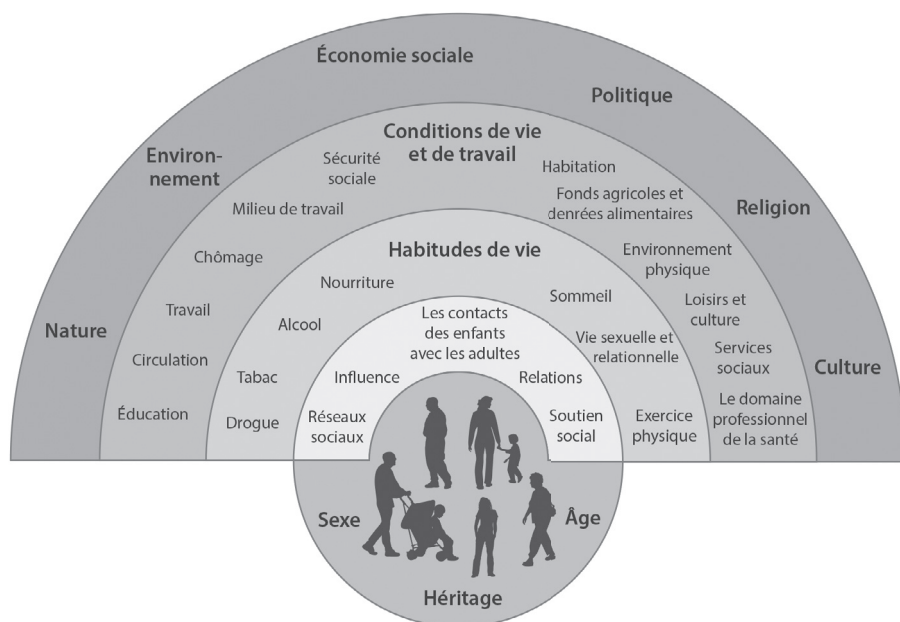 Économie sociale
Politique
Environ-
nement
Religion
Nature
Culture
Conditions de vie
et de travail
Sécurité
sociale
Habitation
Milieu de travail
Fonds agricoles et
denrées alimentaires
Chômage
Environnement
physique
Travail
Loisirs et
culture
Circulation
Services
sociaux
Éducation
Le domaine
professionnel
de la santé
Habitudes de vie
Nourriture
Sommeil
Alcool
Vie sexuelle et
relationnelle
Tabac
Drogue
Exercice
physique
Les contacts
des enfants
avec les adultes
Influence
Relations
Réseaux
sociaux
Soutien
social
Sexe
Âge
Héritage